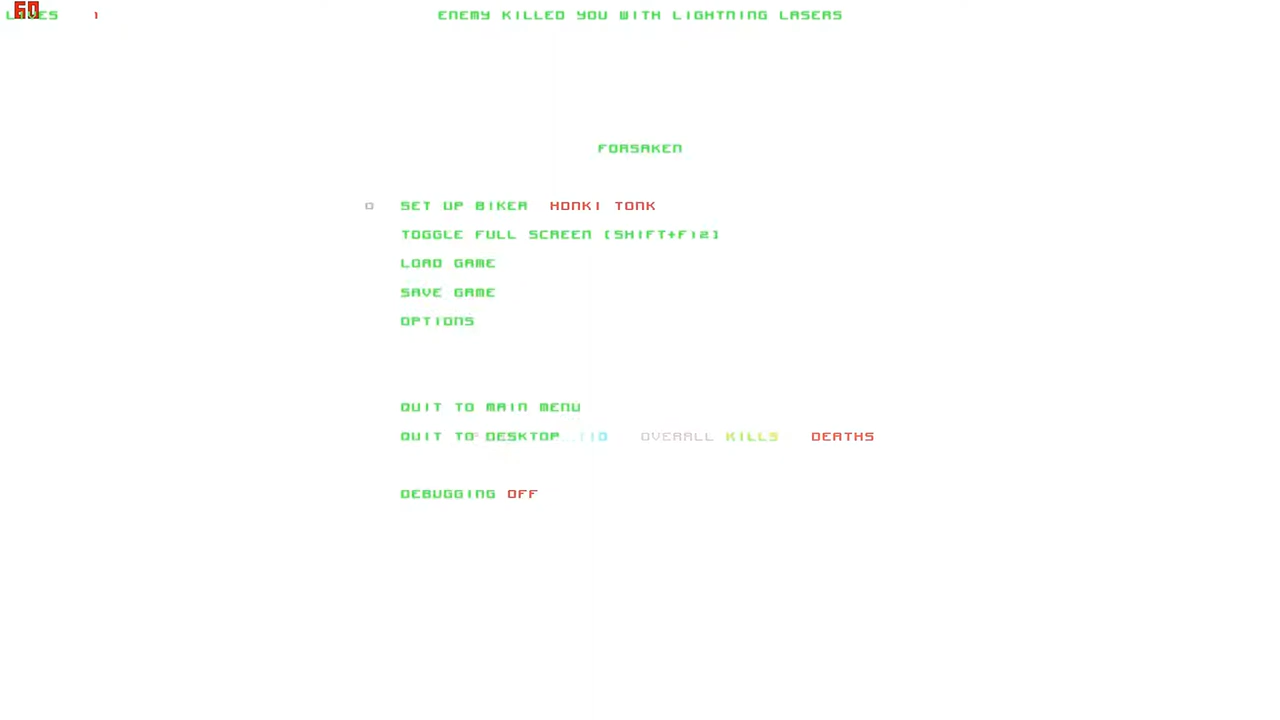 60
LIVES 1 ENEMY KILLED YOU WITH LIGHTNING LASERS
FORSAKEN
SET UP BIKER HONKI TONK
TOGGLE FULL SCREEN (SHIFT+F12)
LOAD GAME
SAVE GAME
OPTIONS
QUIT TO MAIN MENU
QUIT TO DESKTOP OVERALL KILLS DEATHS
DEBUGGING OFF